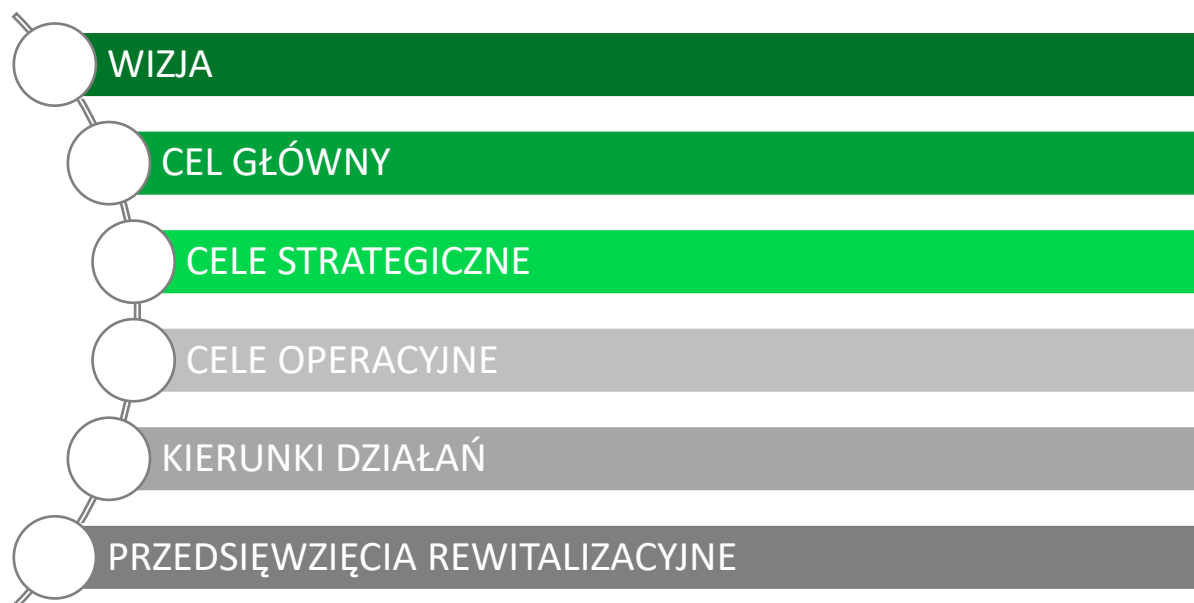 WIZJA
CEL GŁÓWNY
CELE STRATEGICZNE
CELE OPERACYJNE
KIERUNKI DZIAŁAŃ
PRZEDSIĘWZIĘCIA REWITALIZACYJNE